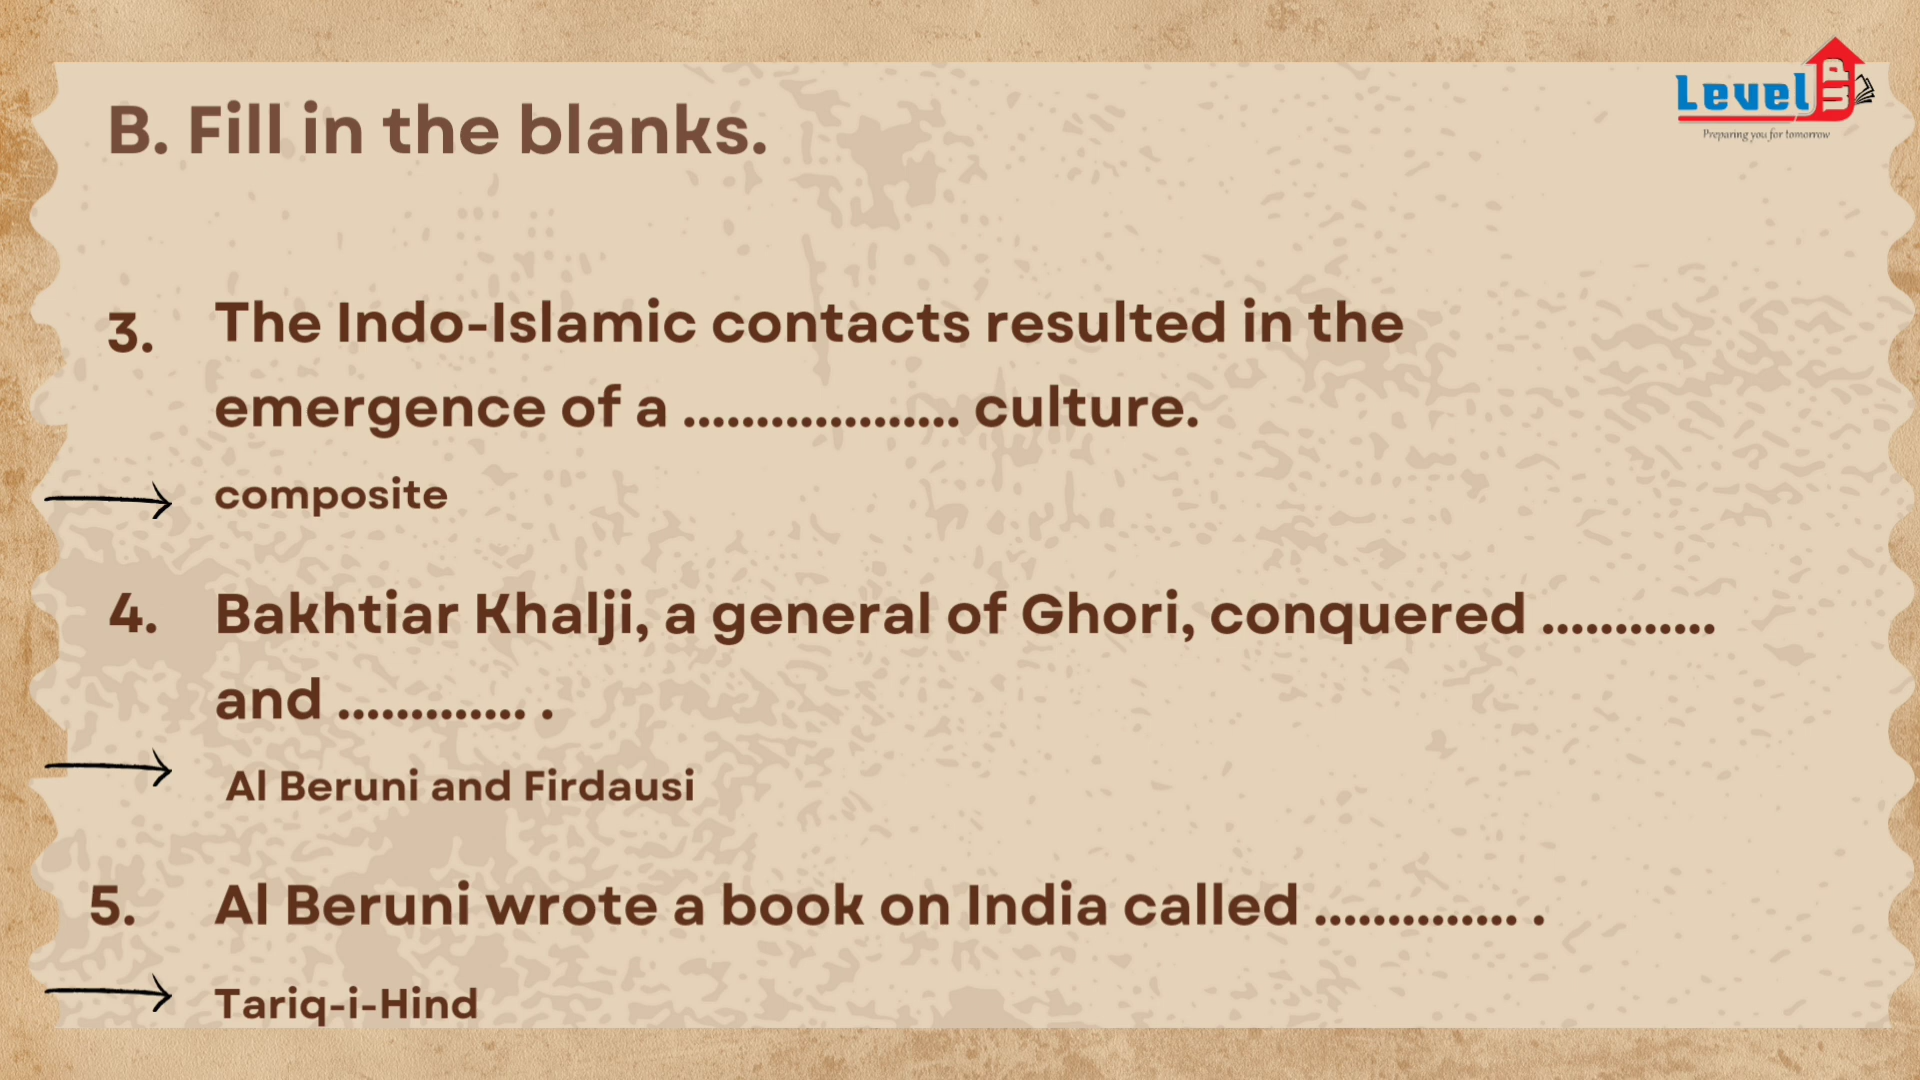 Level Up
Preparing you for tomorrow
B. Fill in the blanks.
3. The Indo-Islamic contacts resulted in the
emergence of a ................... culture.
composite
4. Bakhtiar Khalji, a general of Ghori, conquered ............
and ............. .
Al Beruni and Firdausi
5. Al Beruni wrote a book on India called .............. .
Tariq-i-Hind